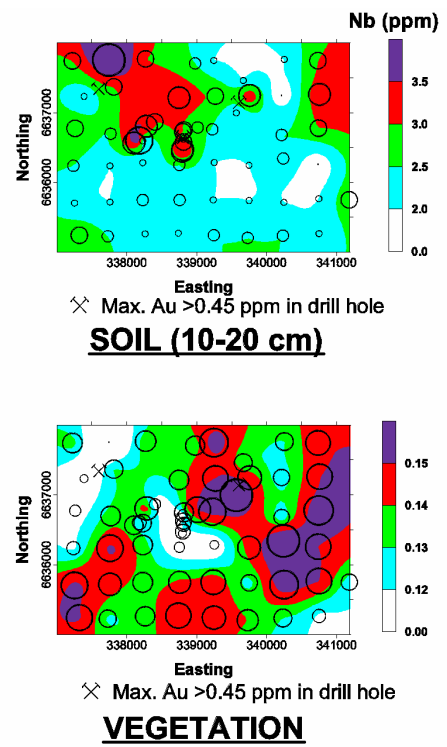 Nb (ppm)
3.5
3.0
2.5
2.0
0.0
Northing
6637000
6636000
338000 339000 340000 341000
Easting
Max. Au >0.45 ppm in drill hole
SOIL (10-20 cm)
0.15
0.14
0.13
0.12
0.00
Northing
6637000
6636000
338000 339000 340000 341000
Easting
Max. Au >0.45 ppm in drill hole
VEGETATION